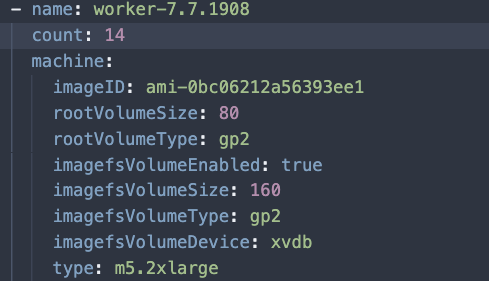 - name: worker-7.7.1908
count: 14
machine:
imageID: ami-0bc06212a56393ee1
rootVolumeSize: 80
rootVolumeType: gp2
imagefsVolumeEnabled: true
imagefsVolumeSize: 160
imagefsVolumeType: gp2
imagefsVolumeDevice: xvdb
type: m5.2xlarge